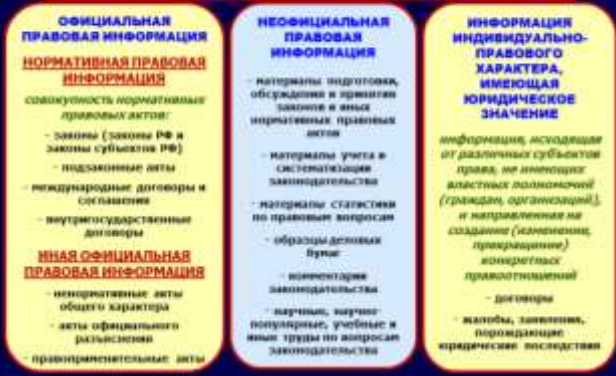 ОФИЦИАЛЬНАЯ
ПРАВОВАЯ ИНФОРМАЦИЯ
НОРМАТИВНАЯ ПРАВОВАЯ
ИНФОРМАЦИЯ
совокупность нормативных
правовых актов:
- законы (законы РФ и
законы субъектов РФ)
- подзаконные акты
- международные договоры и
соглашения
- внутригосударственные
договоры
ИНАЯ ОФИЦИАЛЬНАЯ
ПРАВОВАЯ ИНФОРМАЦИЯ
- ненормативные акты
общего характера
- акты официального
разъяснения
- правоприменительные акты
НЕОФИЦИАЛЬНАЯ
ПРАВОВАЯ
ИНФОРМАЦИЯ
- материалы подготовки,
обсуждения и принятия
законов и иных
нормативных правовых
актов
- материалы учета и
систематизации
законодательства
- материалы статистики
по правовым вопросам
- образцы деловых
бумаг
- комментарии
законодательства
- научные, научно-
популярные, учебные и
иные труды по вопросам
законодательства
ИНФОРМАЦИЯ
ИНДИВИДУАЛЬНО-
ПРАВОВОГО
ХАРАКТЕРА,
ИМЕЮЩАЯ
ЮРИДИЧЕСКОЕ
ЗНАЧЕНИЕ
информация, исходящая
от различных субъектов
права, не имеющих
властных полномочий
(граждан, организаций),
и направленная на
создание (изменение,
прекращение)
конкретных
правоотношений
- договоры
- жалобы, заявления,
порождающие
юридические последствия